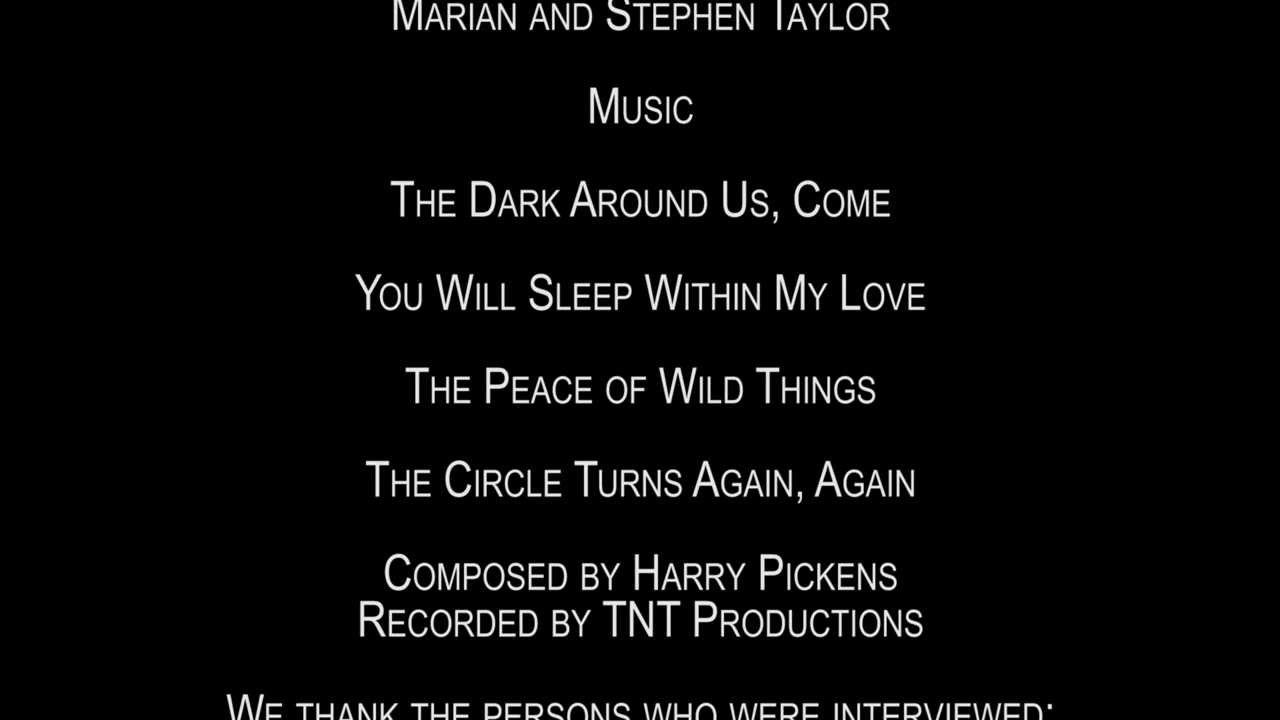 Marian and Stephen Taylor
Music
The Dark Around Us, Come
You Will Sleep Within My Love
The Peace of Wild Things
The Circle Turns Again, Again
Composed by Harry Pickens
Recorded by TNT Productions
We thank the persons who were interviewed: